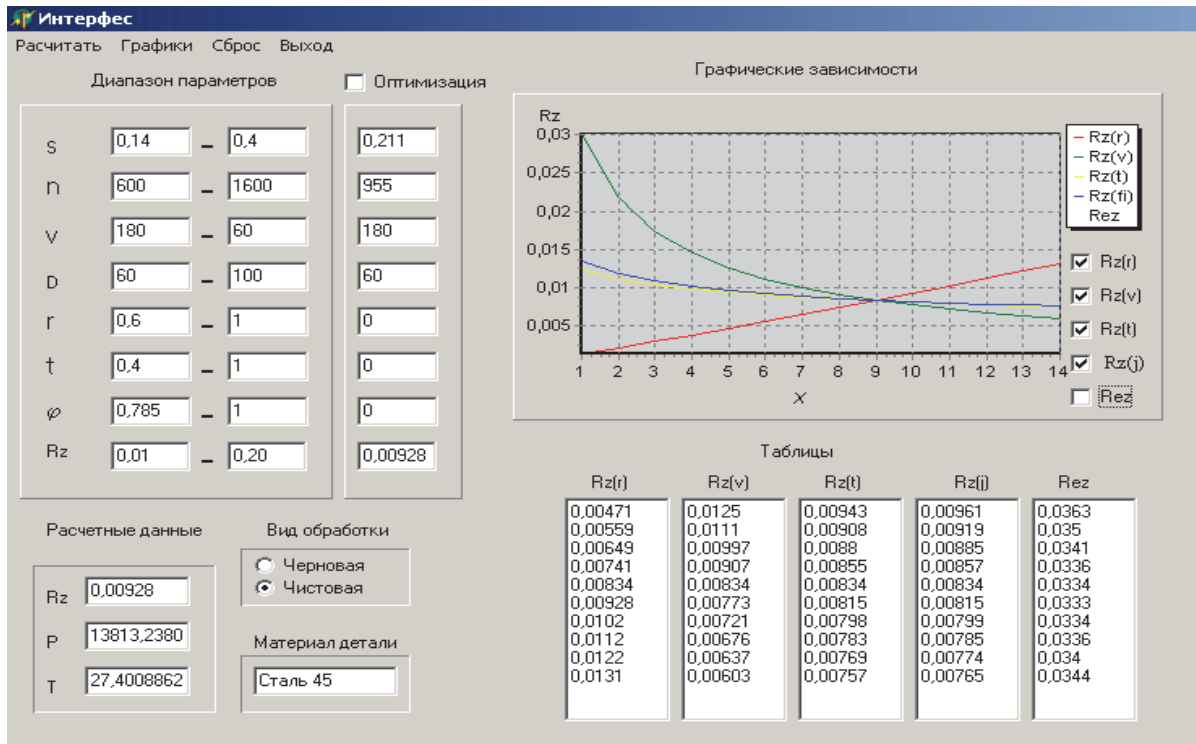 Интерфес
Расчитать Графики Сброс Выход
Диапазон параметров
Оптимизация
s 0,14 – 0,4 0,211
n 600 – 1600 955
v 180 – 60 180
D 60 – 100 60
r 0,6 – 1 0
t 0,4 – 1 0
φ 0,785 – 1 0
Rz 0,01 – 0,20 0,00928
Расчетные данные
Rz 0,00928
P 13813,2380
T 27,4008862
Вид обработки
Черновая
Чистовая
Материал детали
Сталь 45
Графические зависимости
Rz
0,03
0,025
0,02
0,015
0,01
0,005
1 2 3 4 5 6 7 8 9 10 11 12 13 14
x
Rz(r)
Rz(v)
Rz(t)
Rz(fi)
Rez
Rz(r)
Rz(v)
Rz(t)
Rz(j)
Rez
Таблицы
Rz(r) Rz(v) Rz(t) Rz(j) Rez
0,00471 0,0125 0,00943 0,00961 0,0363
0,00559 0,0111 0,00908 0,00919 0,035
0,00649 0,00997 0,0088 0,00885 0,0341
0,00741 0,00907 0,00855 0,00857 0,0336
0,00834 0,00834 0,00834 0,00834 0,0334
0,00928 0,00773 0,00815 0,00815 0,0333
0,0102 0,00721 0,00798 0,00799 0,0334
0,0112 0,00676 0,00783 0,00785 0,0336
0,0122 0,00637 0,00769 0,00774 0,034
0,0131 0,00603 0,00757 0,00765 0,0344